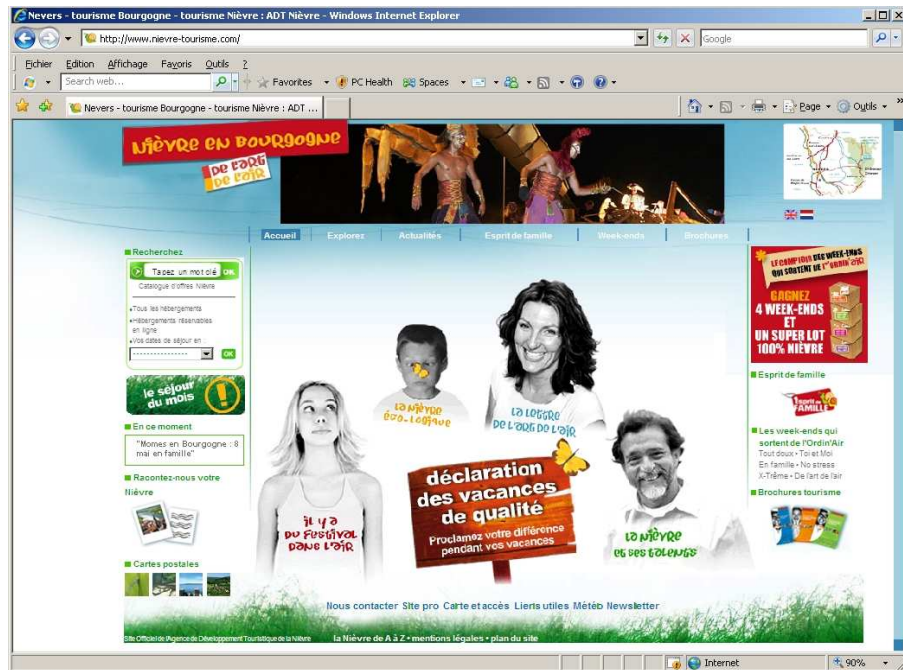 Nevers - tourisme Bourgogne - tourisme Nièvre : ADT Nièvre - Windows Internet Explorer
http://www.nievre-tourisme.com/
Google
Fichier Edition Affichage Favoris Outils ?
Search web...
Favorites PC Health Spaces
Nevers - tourisme Bourgogne - tourisme Nièvre : ADT ...
Page Outils »
NIÈVRE EN BOURGOGNE
DE L'ART
DE L'AIR
Accueil Explorez Actualités Esprit de famille Week-ends Brochures
Recherchez
Tapez un mot clé OK
Catalogue d'offres Nièvre
Tous les hébergements
Hébergements réservables
en ligne
Vos dates de séjour en :
---------------- OK
le séjour
du mois
En ce moment
"Momes en Bourgogne : 8
mai en famille"
Racontez-nous votre
Nièvre
Cartes postales
LA NIÈVRE
ÉCO-LOGIQUE
LA LETTRE
DE L'ART DE L'AIR
IL Y A
DU FESTIVAL
DANS L'AIR
déclaration
des vacances
de qualité
Proclamez votre différence
pendant vos vacances
LA NIÈVRE
ET SES TALENTS
LE COMPTOIR DES WEEK-ENDS
QUI SORTENT DE L'ORDIN'AIR
GAGNEZ
4 WEEK-ENDS
ET
UN SUPER LOT
100% NIÈVRE
Esprit de famille
Esprit de
FAMILLE
Les week-ends qui
sortent de l'Ordin'Air
Tout doux • Toi et Moi
En famille • No stress
X-Trême • De l'art de l'air
Brochures tourisme
Nous contacter Site pro Carte et accès Liens utiles Météo Newsletter
Site Officiel de l'Agence de Développement Touristique de la Nièvre la Nièvre de A à Z • mentions légales • plan du site
Internet 90%